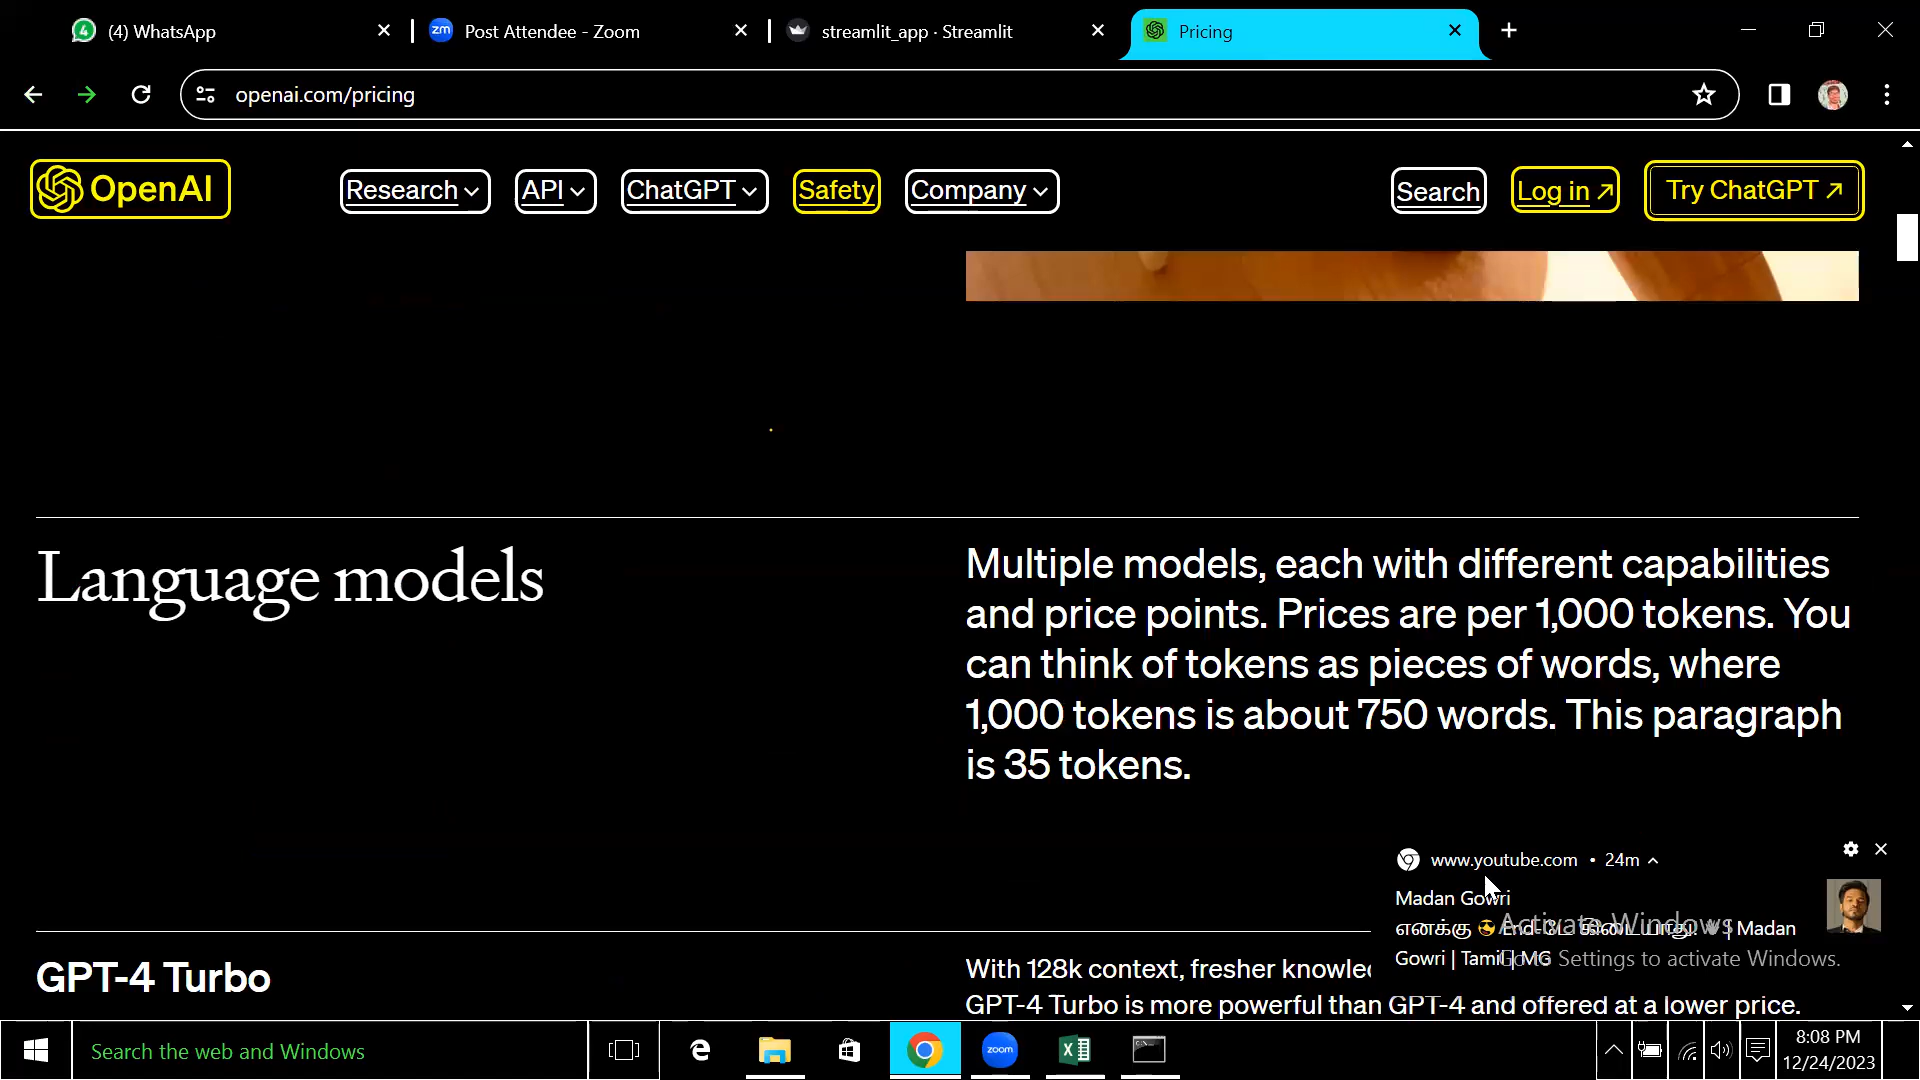 (4) WhatsApp
Post Attendee - Zoom
streamlit_app · Streamlit
Pricing
openai.com/pricing
OpenAI
Research
API
ChatGPT
Safety
Company
Search
Log in ↗
Try ChatGPT ↗
Language models
Multiple models, each with different capabilities
and price points. Prices are per 1,000 tokens. You
can think of tokens as pieces of words, where
1,000 tokens is about 750 words. This paragraph
is 35 tokens.
www.youtube.com • 24m
Madan Gowri
எனக்கு 😎 End-ஏ | Madan
Gowri | Tamil | MG
Activate Windows
Go to Settings to activate Windows.
GPT-4 Turbo
With 128k context, fresher
GPT-4 Turbo is more powerful than GPT-4 and offered at a lower price.
Search the web and Windows
zoom
8:08 PM
12/24/2023